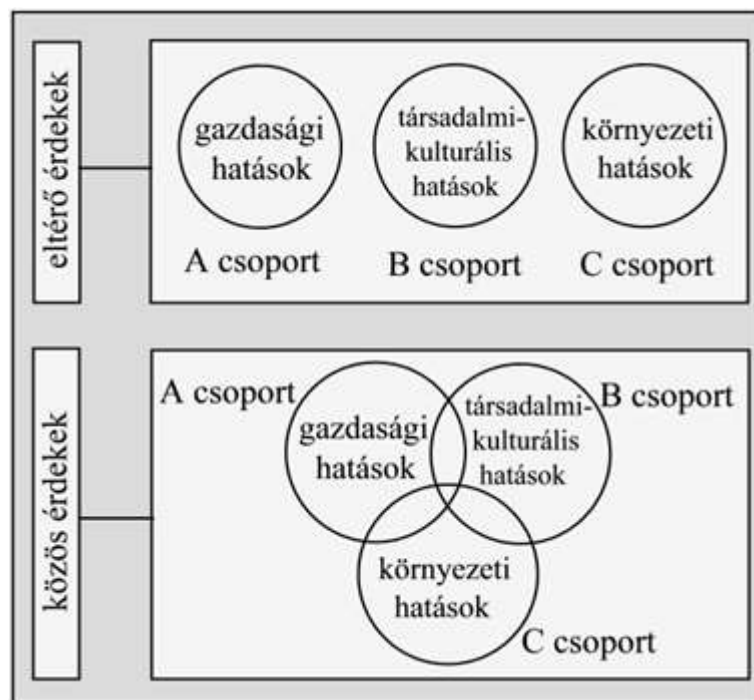 eltérő érdekek
gazdasági
hatások
társadalmi-
kulturális
hatások
környezeti
hatások
A csoport
B csoport
C csoport
közös érdekek
A csoport
B csoport
gazdasági
hatások
társadalmi-
kulturális
hatások
környezeti
hatások
C csoport